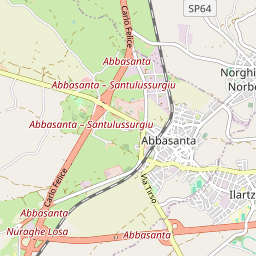 SP64
Carlo Felice
Abbasanta
Norghi
Norbe
Abbasanta – Santulussurgiu
Abbasanta – Santulussurgiu
Abbasanta
Carlo Felice
Via Tirso
Ilartz
Abbasanta
Nuraghe Losa
Abbasanta